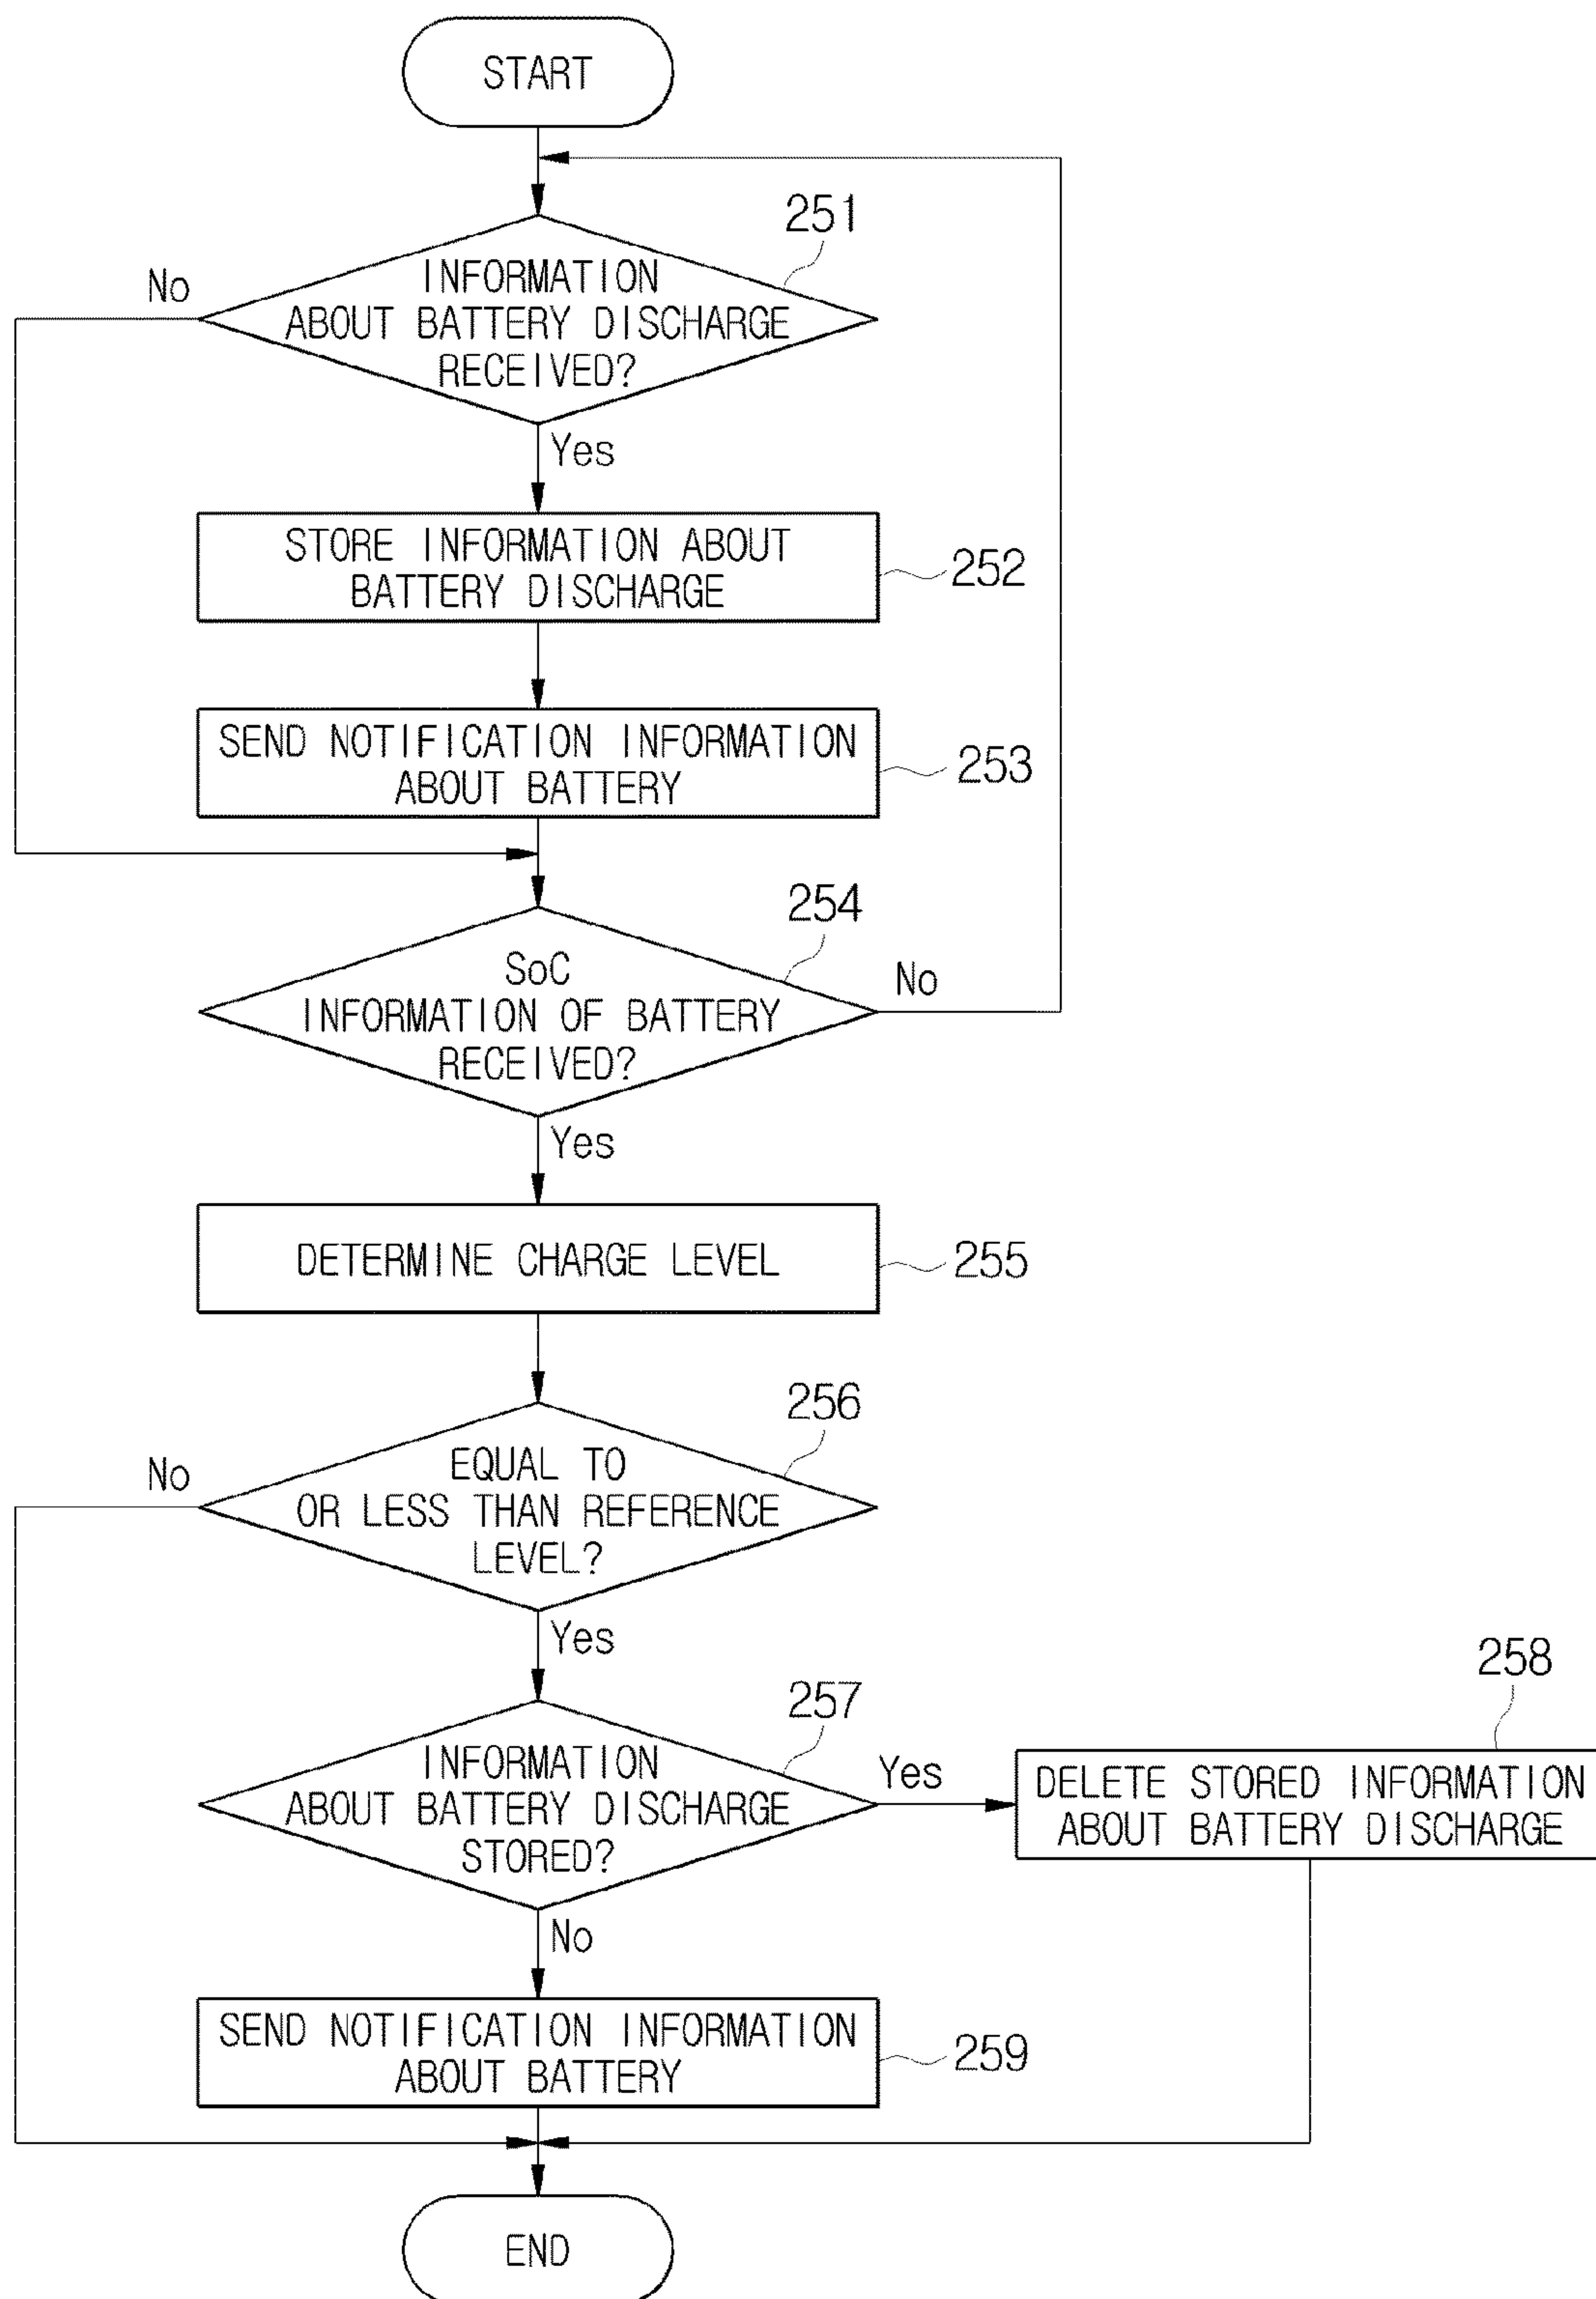 START
251
No
INFORMATION
ABOUT BATTERY DISCHARGE
RECEIVED?
Yes
STORE INFORMATION ABOUT
BATTERY DISCHARGE
252
SEND NOTIFICATION INFORMATION
ABOUT BATTERY
253
254
SoC
INFORMATION OF BATTERY
RECEIVED?
No
Yes
DETERMINE CHARGE LEVEL
255
256
No
EQUAL TO
OR LESS THAN REFERENCE
LEVEL?
Yes
257
INFORMATION
ABOUT BATTERY DISCHARGE
STORED?
Yes
258
DELETE STORED INFORMATION
ABOUT BATTERY DISCHARGE
No
SEND NOTIFICATION INFORMATION
ABOUT BATTERY
259
END